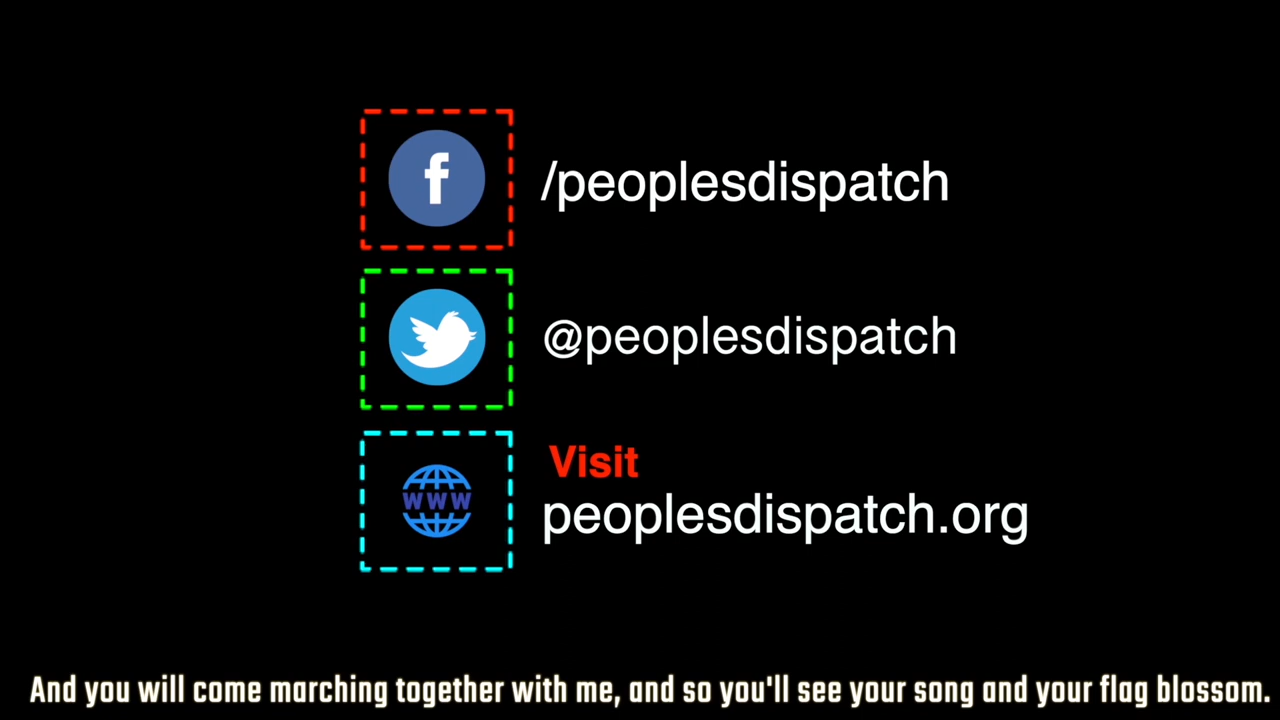 f
/peoplesdispatch
@peoplesdispatch
Visit
WWW
peoplesdispatch.org
And you will come marching together with me, and so you'll see your song and your flag blossom.